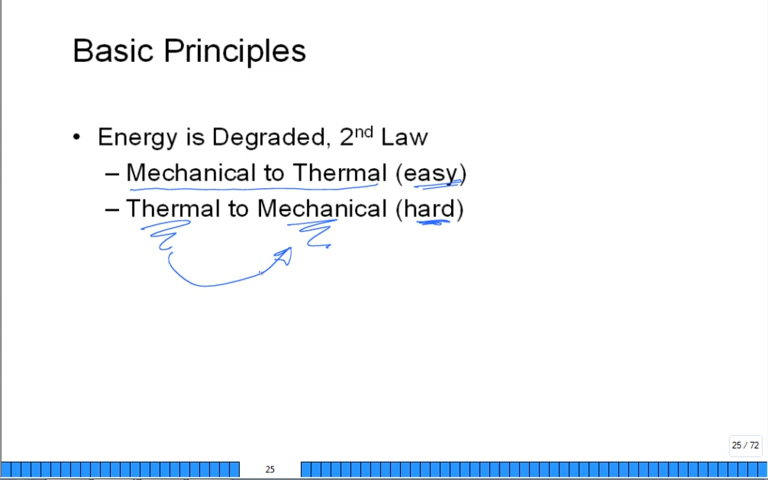 Basic Principles
• Energy is Degraded, 2nd Law
– Mechanical to Thermal (easy)
– Thermal to Mechanical (hard)
25 / 72
25